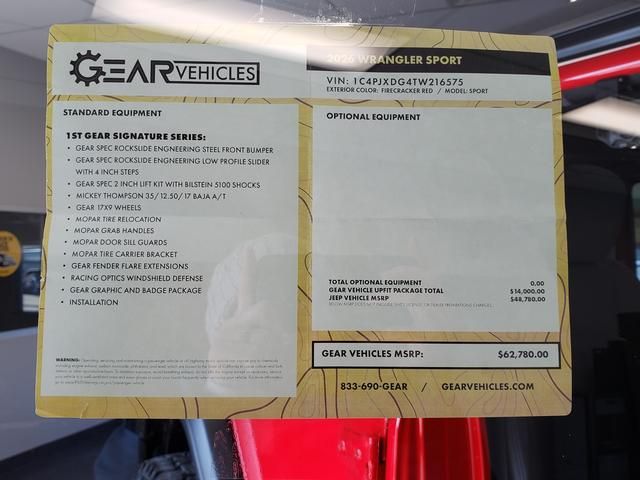 GEAR VEHICLES
2026 WRANGLER SPORT
VIN: 1C4PJXDG4TW216575
EXTERIOR COLOR: FIRECRACKER RED / MODEL: SPORT
STANDARD EQUIPMENT
1ST GEAR SIGNATURE SERIES:
• GEAR SPEC ROCKSLIDE ENGNEERING STEEL FRONT BUMPER
• GEAR SPEC ROCKSLIDE ENGNEERING LOW PROFILE SLIDER
WITH 4 INCH STEPS
• GEAR SPEC 2 INCH LIFT KIT WITH BILSTEIN 5100 SHOCKS
• MICKEY THOMPSON 35/12.50/17 BAJA A/T
• GEAR 17X9 WHEELS
• MOPAR TIRE RELOCATION
• MOPAR GRAB HANDLES
• MOPAR DOOR SILL GUARDS
• MOPAR TIRE CARRIER BRACKET
• GEAR FENDER FLARE EXTENSIONS
• RACING OPTICS WINDSHIELD DEFENSE
• GEAR GRAPHIC AND BADGE PACKAGE
• INSTALLATION
WARNING:
OPTIONAL EQUIPMENT
TOTAL OPTIONAL EQUIPMENT 0.00
GEAR VEHICLE UPFIT PACKAGE TOTAL $14,000.00
JEEP VEHICLE MSRP $48,780.00
GEAR VEHICLES MSRP: $62,780.00
833-690-GEAR / GEARVEHICLES.COM